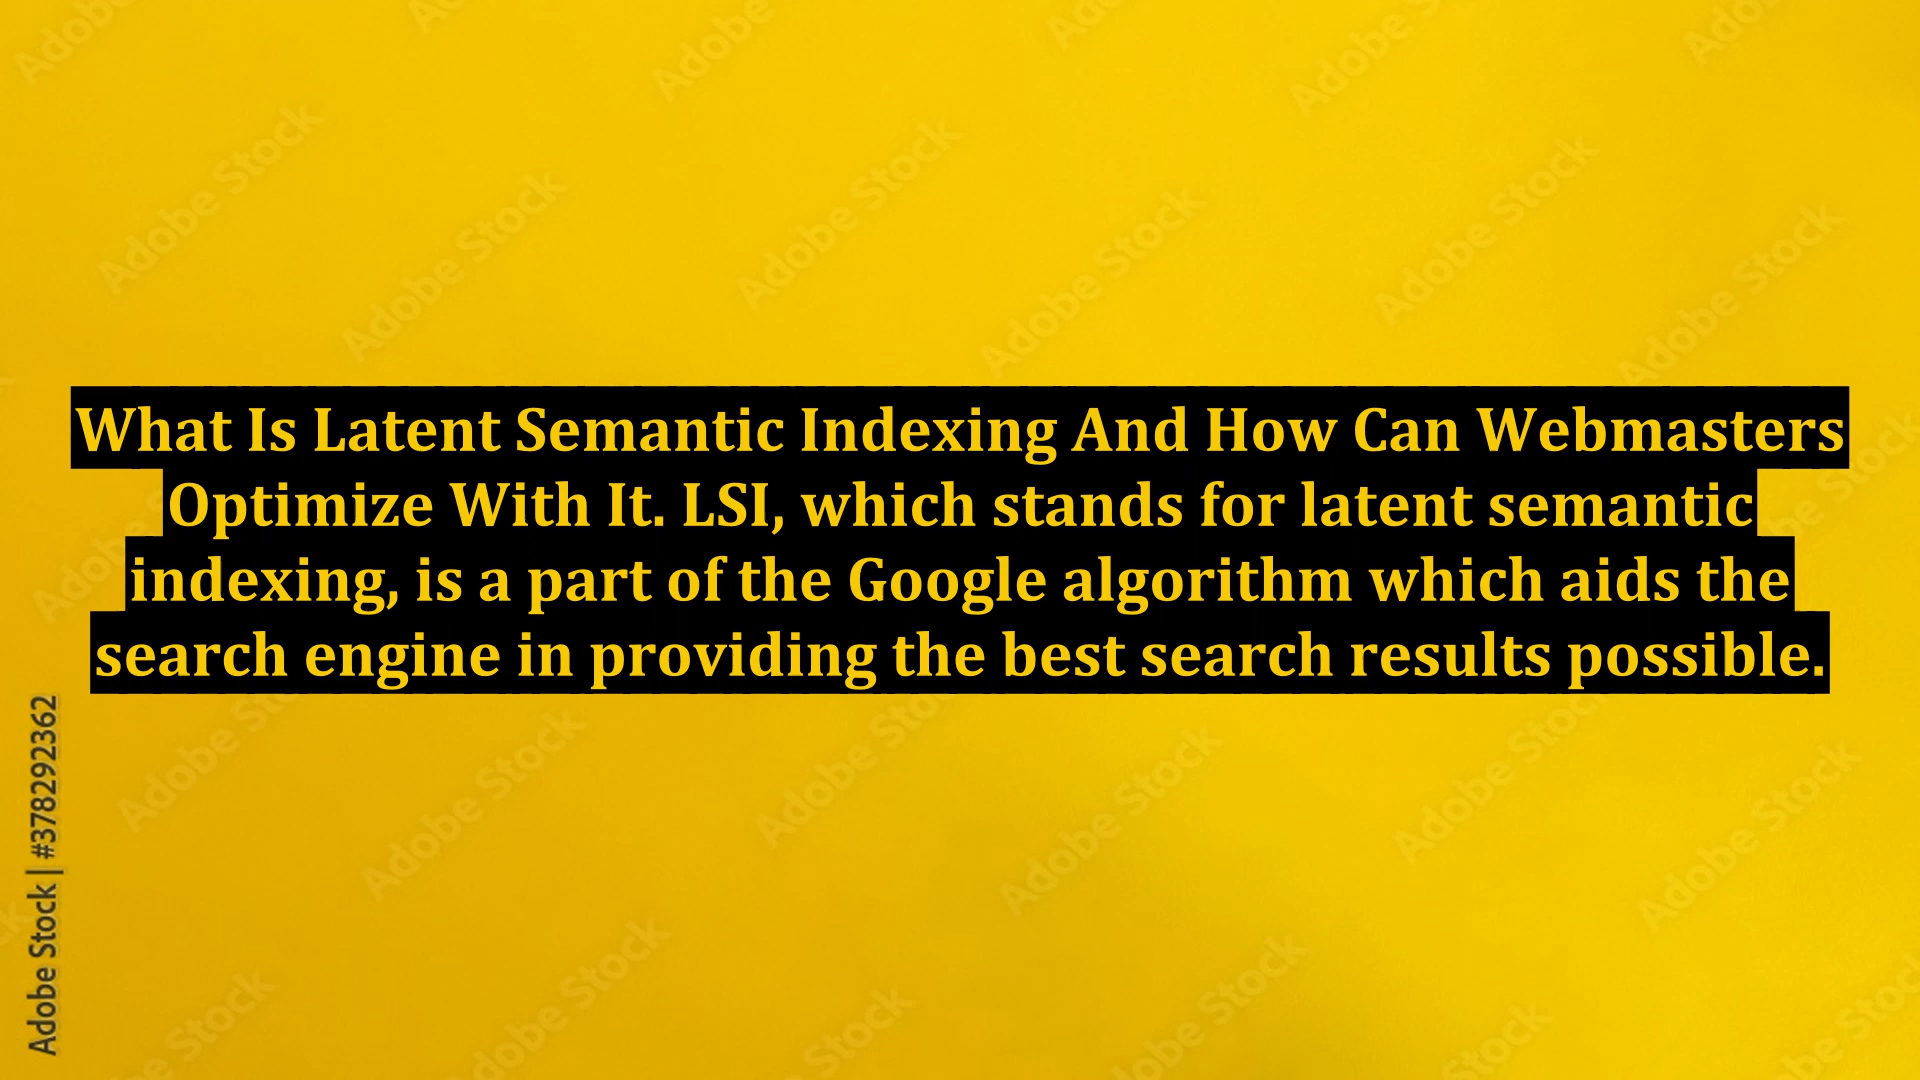 What Is Latent Semantic Indexing And How Can Webmasters
Optimize With It. LSI, which stands for latent semantic
indexing, is a part of the Google algorithm which aids the
search engine in providing the best search results possible.
Adobe Stock | #378292362
Adobe Stock